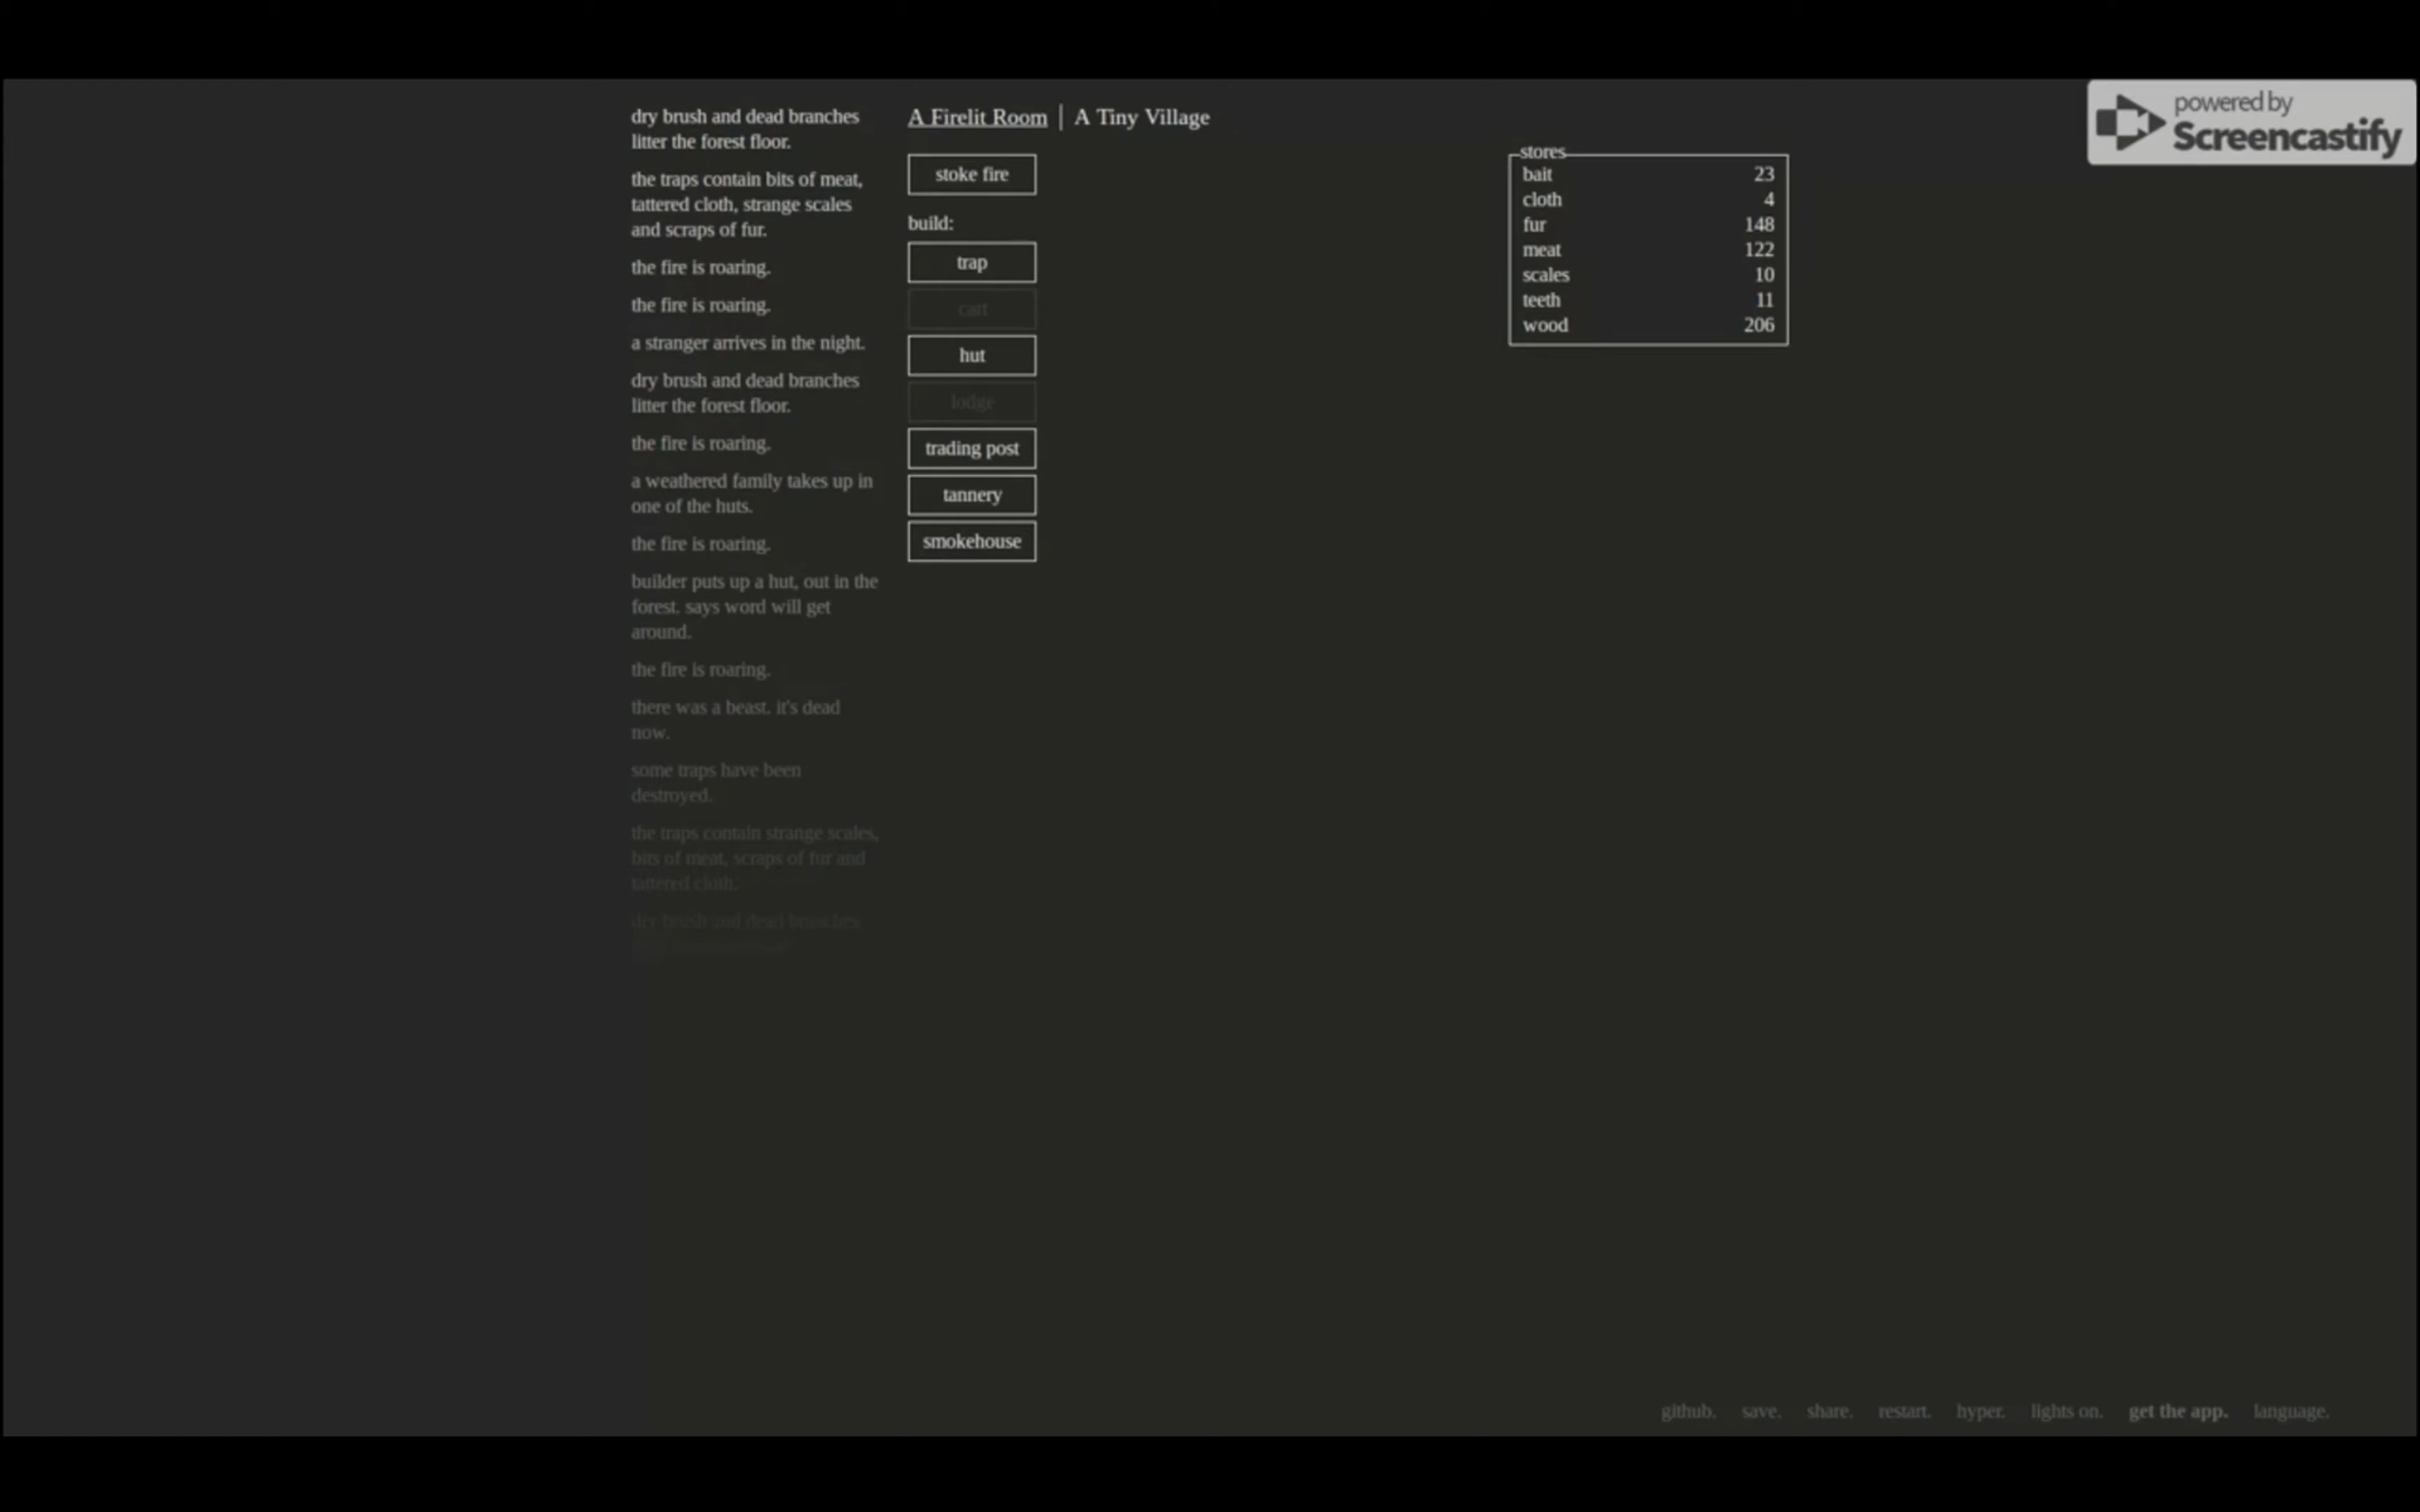 powered by
Screencastify
dry brush and dead branches
litter the forest floor.
the traps contain bits of meat,
tattered cloth, strange scales
and scraps of fur.
the fire is roaring.
the fire is roaring.
a stranger arrives in the night.
dry brush and dead branches
litter the forest floor.
the fire is roaring.
a weathered family takes up in
one of the huts.
the fire is roaring.
builder puts up a hut, out in the
forest. says word will get
around.
the fire is roaring.
there was a beast. it's dead
now.
some traps have been
destroyed.
the traps contain strange scales,
bits of meat, scraps of fur and
tattered cloth.
dry brush and dead branches
A Firelit Room | A Tiny Village
stoke fire
build:
trap
cart
hut
lodge
trading post
tannery
smokehouse
stores
bait 23
cloth 4
fur 148
meat 122
scales 10
teeth 11
wood 206
github. save. share. restart. hyper. lights on. get the app. language.